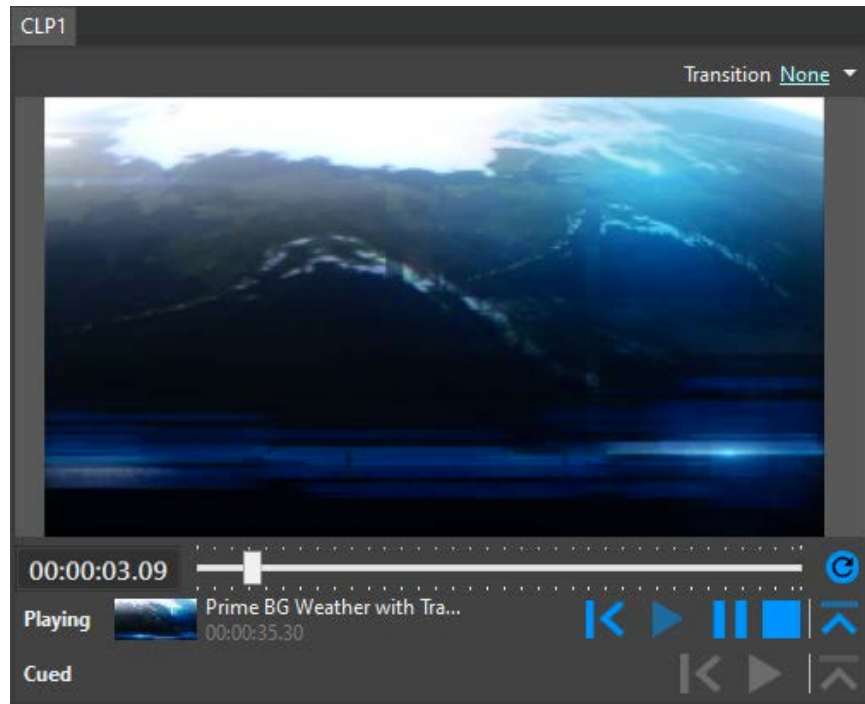 CLP1
Transition None
00:00:03.09
Playing
Prime BG Weather with Tra...
00:00:35.30
Cued